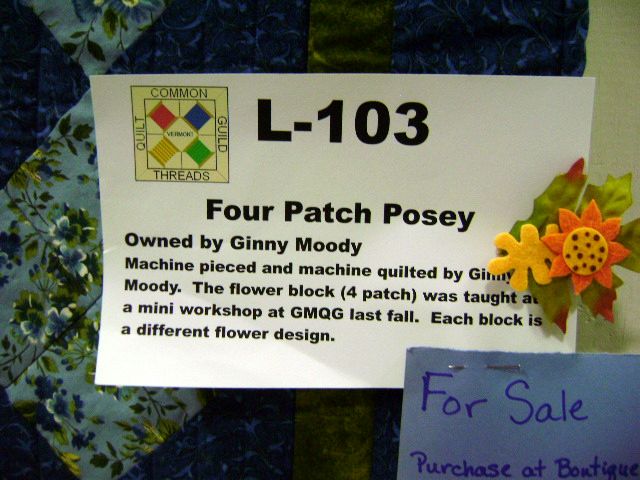 COMMON
QUILT
VERMONT
GUILD
THREADS
L-103
Four Patch Posey
Owned by Ginny Moody
Machine pieced and machine quilted by Ginny
Moody. The flower block (4 patch) was taught at
a mini workshop at GMQG last fall. Each block is
a different flower design.
For Sale
Purchase at Boutique